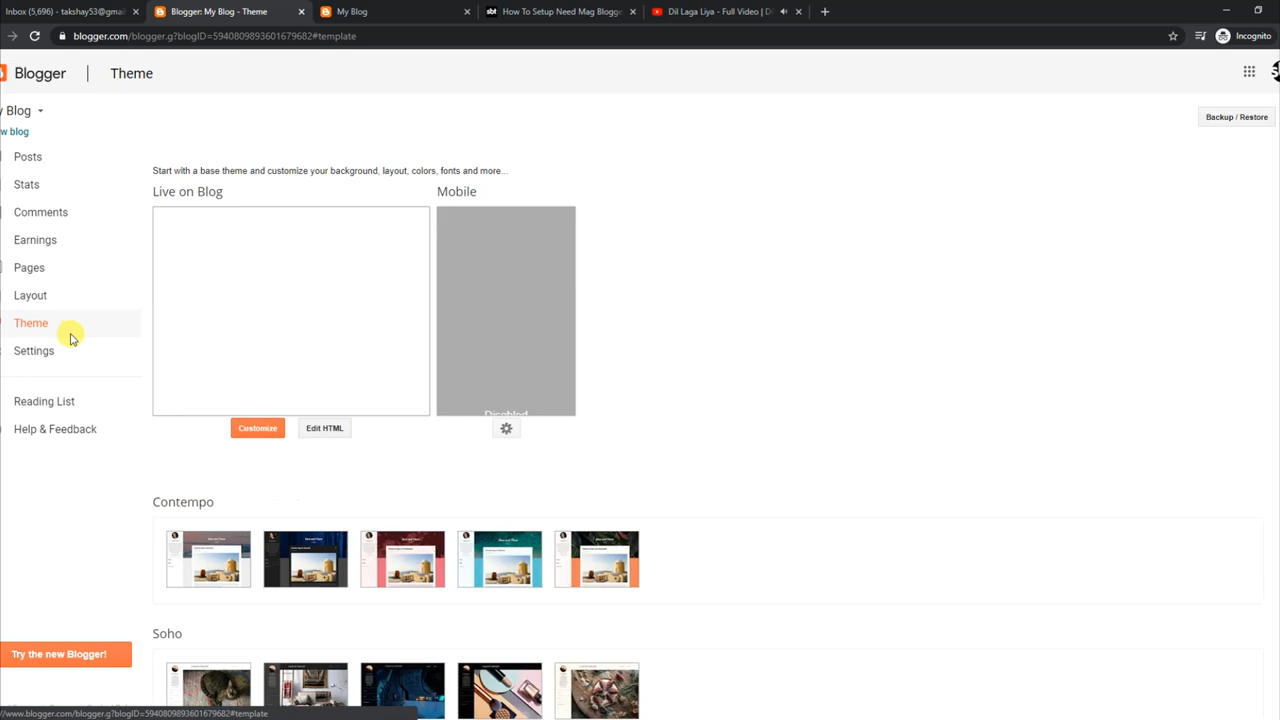 Inbox (5,696) - takshay53@gmail
Blogger: My Blog - Theme
My Blog
How To Setup Need Mag Blogge
Dil Laga Liya - Full Video | D
blogger.com/blogger.g?blogID=5940809893601679682#template
Incognito
Blogger
Theme
y Blog
w blog
Backup / Restore
Posts
Stats
Comments
Earnings
Pages
Layout
Theme
Settings
Reading List
Help & Feedback
Start with a base theme and customize your background, layout, colors, fonts and more...
Live on Blog
Mobile
Disabled
Customize
Edit HTML
Contempo
Soho
Try the new Blogger!
//www.blogger.com/blogger.g?blogID=5940809893601679682#template